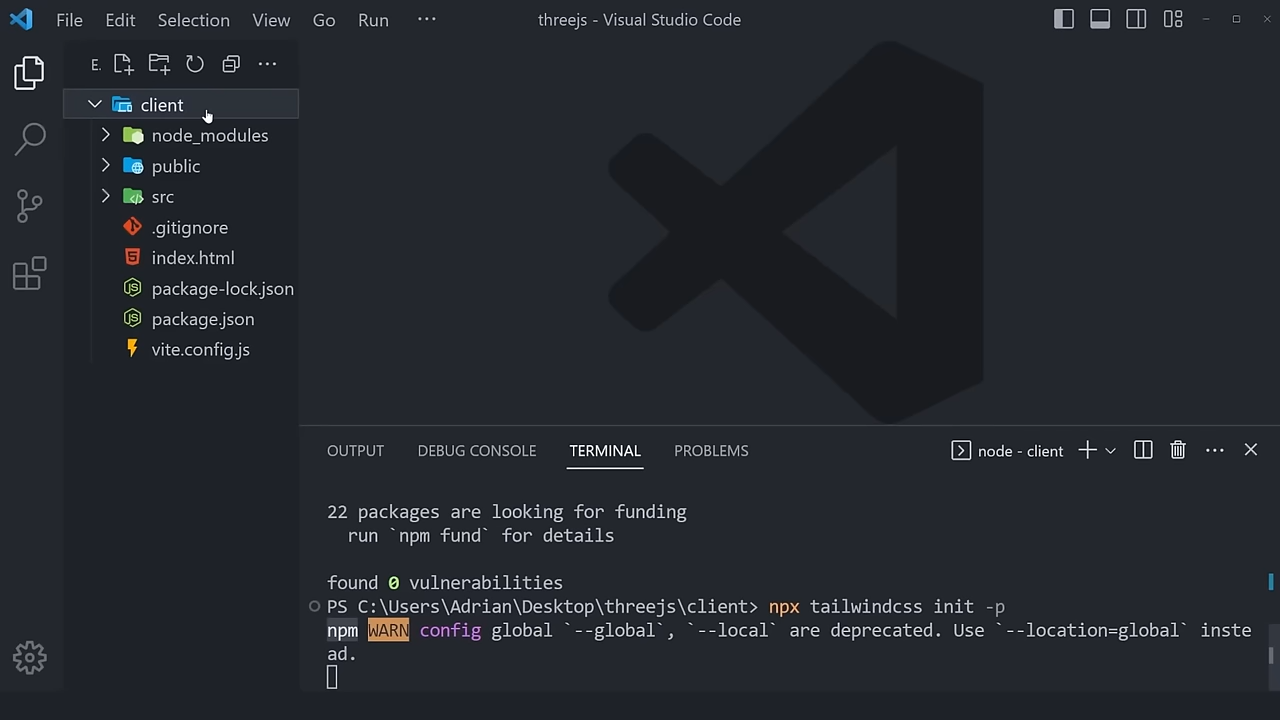 File Edit Selection View Go Run ···
threejs - Visual Studio Code
E.
client
node_modules
public
src
.gitignore
index.html
package-lock.json
package.json
vite.config.js
OUTPUT DEBUG CONSOLE TERMINAL PROBLEMS
node - client
22 packages are looking for funding
run `npm fund` for details
found 0 vulnerabilities
PS C:\Users\Adrian\Desktop\threejs\client> npx tailwindcss init -p
npm WARN config global `--global`, `--local` are deprecated. Use `--location=global` inste
ad.